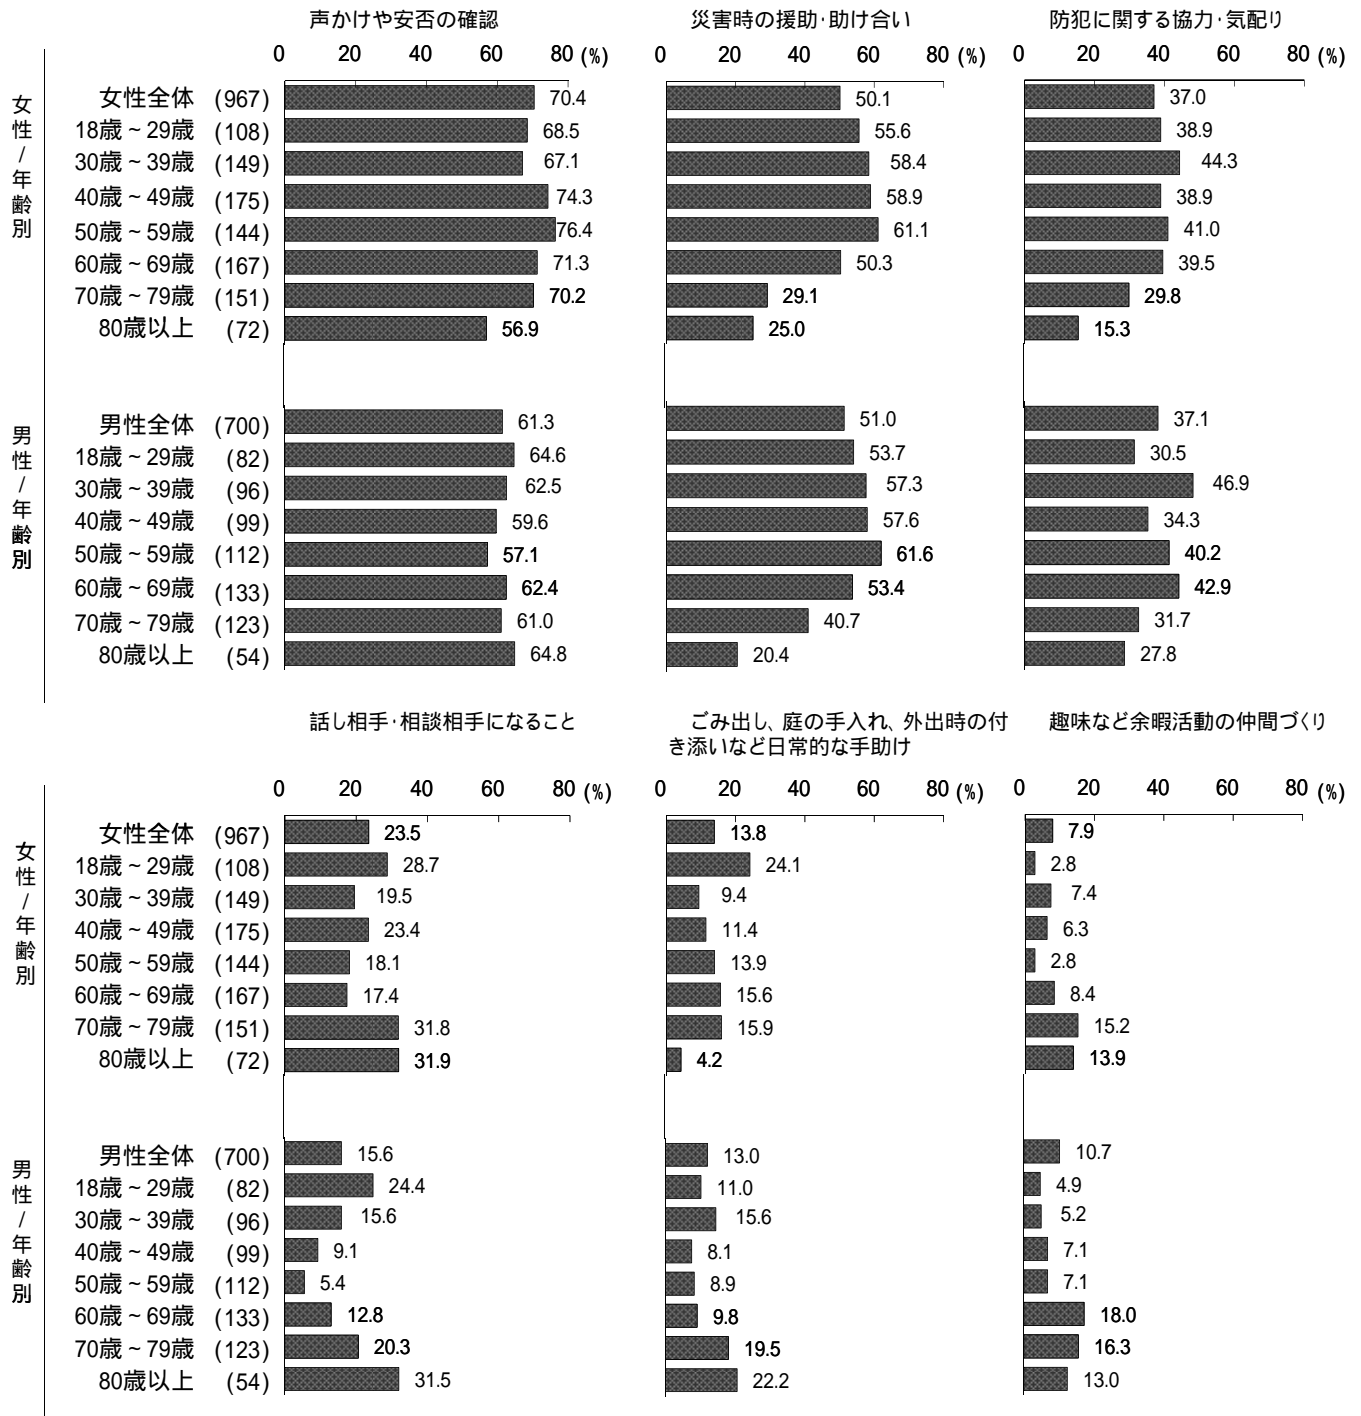 声かけや安否の確認 災害時の援助・助け合い 防犯に関する協力・気配り
0 20 40 60 80 (%) 0 20 40 60 80 (%) 0 20 40 60 80 (%)
女性/年齢別
女性全体 (967) 70.4 50.1 37.0
18歳~29歳 (108) 68.5 55.6 38.9
30歳~39歳 (149) 67.1 58.4 44.3
40歳~49歳 (175) 74.3 58.9 38.9
50歳~59歳 (144) 76.4 61.1 41.0
60歳~69歳 (167) 71.3 50.3 39.5
70歳~79歳 (151) 70.2 29.1 29.8
80歳以上 (72) 56.9 25.0 15.3
男性/年齢別
男性全体 (700) 61.3 51.0 37.1
18歳~29歳 (82) 64.6 53.7 30.5
30歳~39歳 (96) 62.5 57.3 46.9
40歳~49歳 (99) 59.6 57.6 34.3
50歳~59歳 (112) 57.1 61.6 40.2
60歳~69歳 (133) 62.4 53.4 42.9
70歳~79歳 (123) 61.0 40.7 31.7
80歳以上 (54) 64.8 20.4 27.8
話し相手・相談相手になること ごみ出し、庭の手入れ、外出時の付 趣味など余暇活動の仲間づくり
き添いなど日常的な手助け
0 20 40 60 80 (%) 0 20 40 60 80 (%) 0 20 40 60 80 (%)
女性/年齢別
女性全体 (967) 23.5 13.8 7.9
18歳~29歳 (108) 28.7 24.1 2.8
30歳~39歳 (149) 19.5 9.4 7.4
40歳~49歳 (175) 23.4 11.4 6.3
50歳~59歳 (144) 18.1 13.9 2.8
60歳~69歳 (167) 17.4 15.6 8.4
70歳~79歳 (151) 31.8 15.9 15.2
80歳以上 (72) 31.9 4.2 13.9
男性/年齢別
男性全体 (700) 15.6 13.0 10.7
18歳~29歳 (82) 24.4 11.0 4.9
30歳~39歳 (96) 15.6 15.6 5.2
40歳~49歳 (99) 9.1 8.1 7.1
50歳~59歳 (112) 5.4 8.9 7.1
60歳~69歳 (133) 12.8 9.8 18.0
70歳~79歳 (123) 20.3 19.5 16.3
80歳以上 (54) 31.5 22.2 13.0